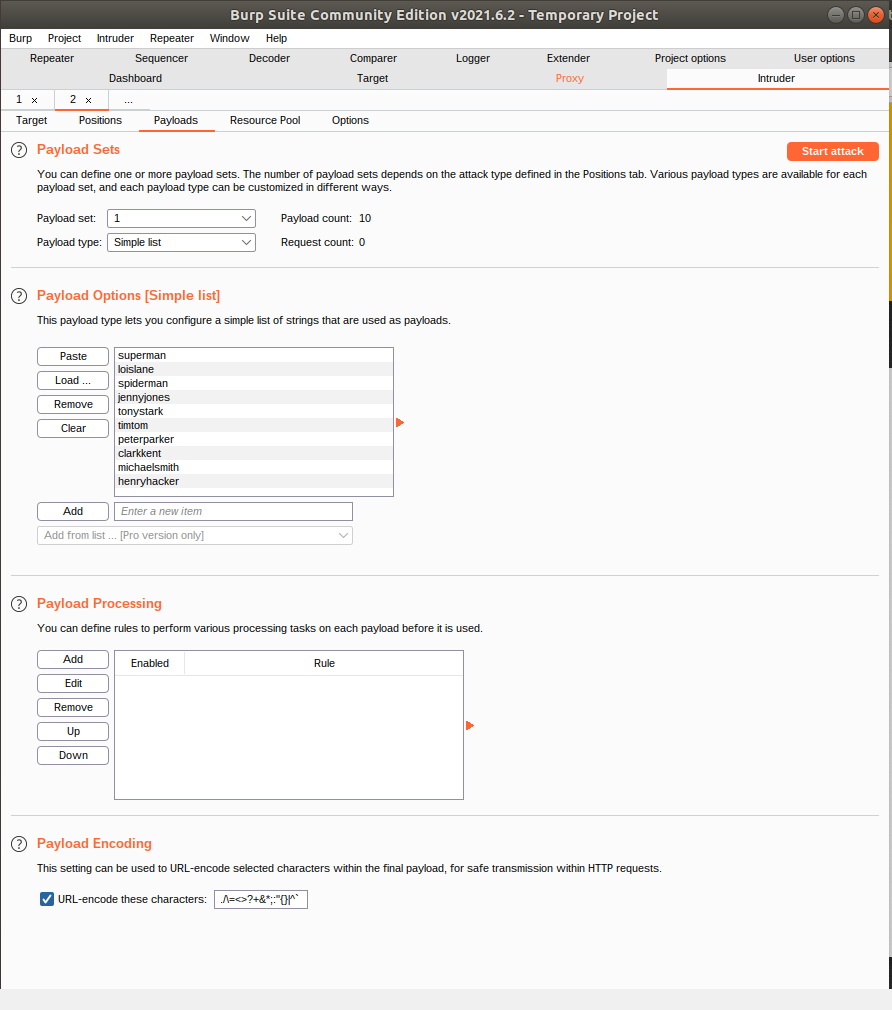 Burp Suite Community Edition v2021.6.2 - Temporary Project
Burp Project Intruder Repeater Window Help
Repeater Sequencer Decoder Comparer Logger Extender Project options User options
Dashboard Target Proxy Intruder
1 × 2 × ...
Target Positions Payloads Resource Pool Options
? Payload Sets Start attack
You can define one or more payload sets. The number of payload sets depends on the attack type defined in the Positions tab. Various payload types are available for each
payload set, and each payload type can be customized in different ways.
Payload set: 1 Payload count: 10
Payload type: Simple list Request count: 0
? Payload Options [Simple list]
This payload type lets you configure a simple list of strings that are used as payloads.
Paste
Load ...
Remove
Clear
superman
loislane
spiderman
jennyjones
tonystark
timtom
peterparker
clarkkent
michaelsmith
henryhacker
Add Enter a new item
Add from list ... [Pro version only]
? Payload Processing
You can define rules to perform various processing tasks on each payload before it is used.
Add
Edit
Remove
Up
Down
Enabled Rule
? Payload Encoding
This setting can be used to URL-encode selected characters within the final payload, for safe transmission within HTTP requests.
URL-encode these characters: ./\=<>?+&*;:"{}|^`